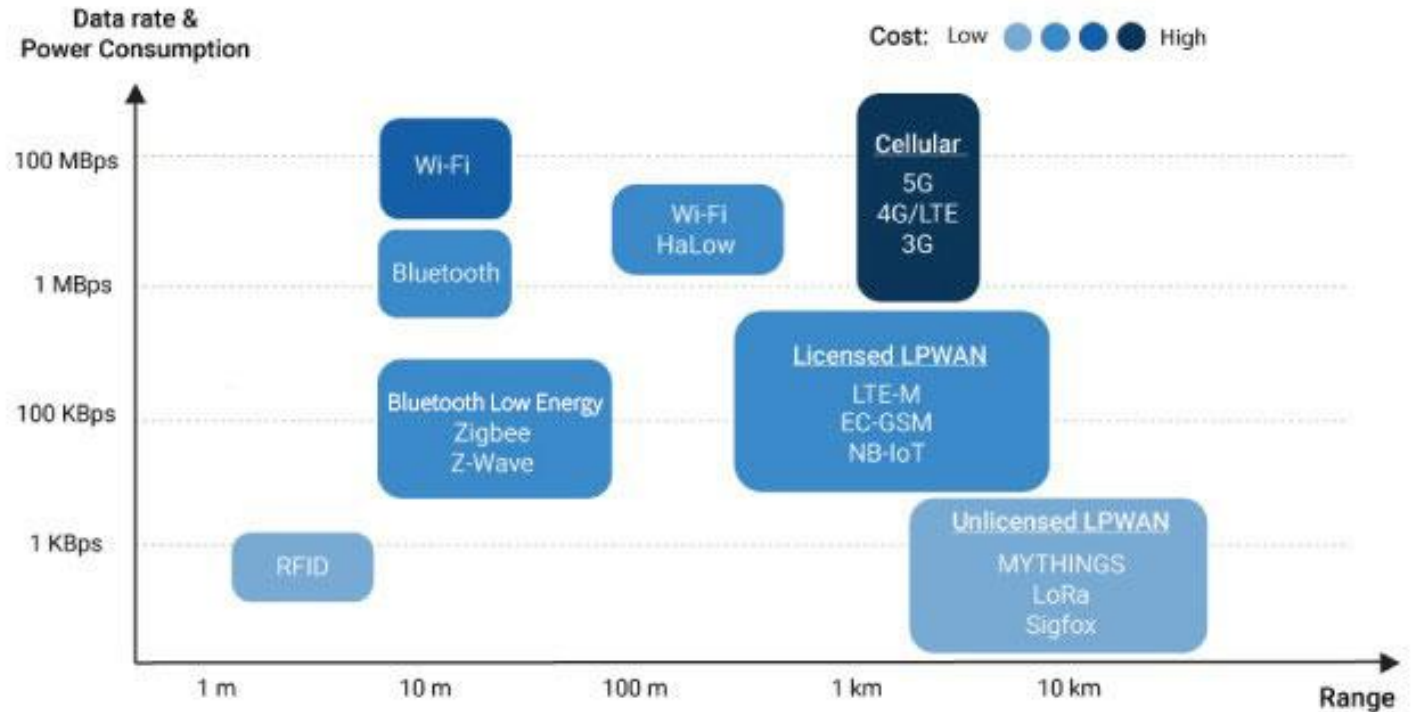 Data rate &
Power Consumption
Cost: Low High
100 MBps
1 MBps
100 KBps
1 KBps
Wi-Fi
Bluetooth
Wi-Fi
HaLow
Cellular
5G
4G/LTE
3G
Bluetooth Low Energy
Zigbee
Z-Wave
Licensed LPWAN
LTE-M
EC-GSM
NB-IoT
RFID
Unlicensed LPWAN
MYTHINGS
LoRa
Sigfox
1 m
10 m
100 m
1 km
10 km
Range